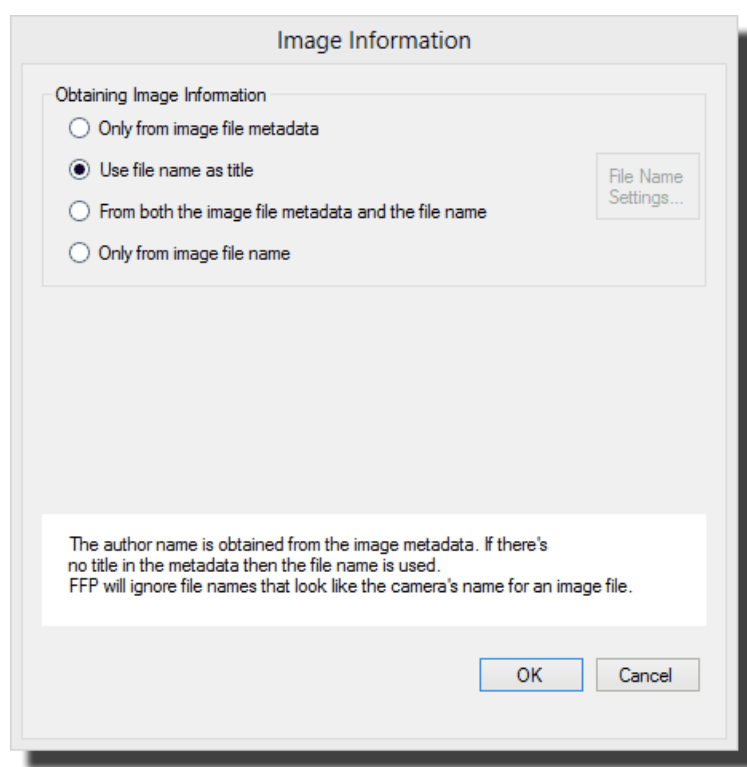 Image Information
Obtaining Image Information
Only from image file metadata
Use file name as title
File Name
Settings...
From both the image file metadata and the file name
Only from image file name
The author name is obtained from the image metadata. If there's
no title in the metadata then the file name is used.
FFP will ignore file names that look like the camera's name for an image file.
OK
Cancel